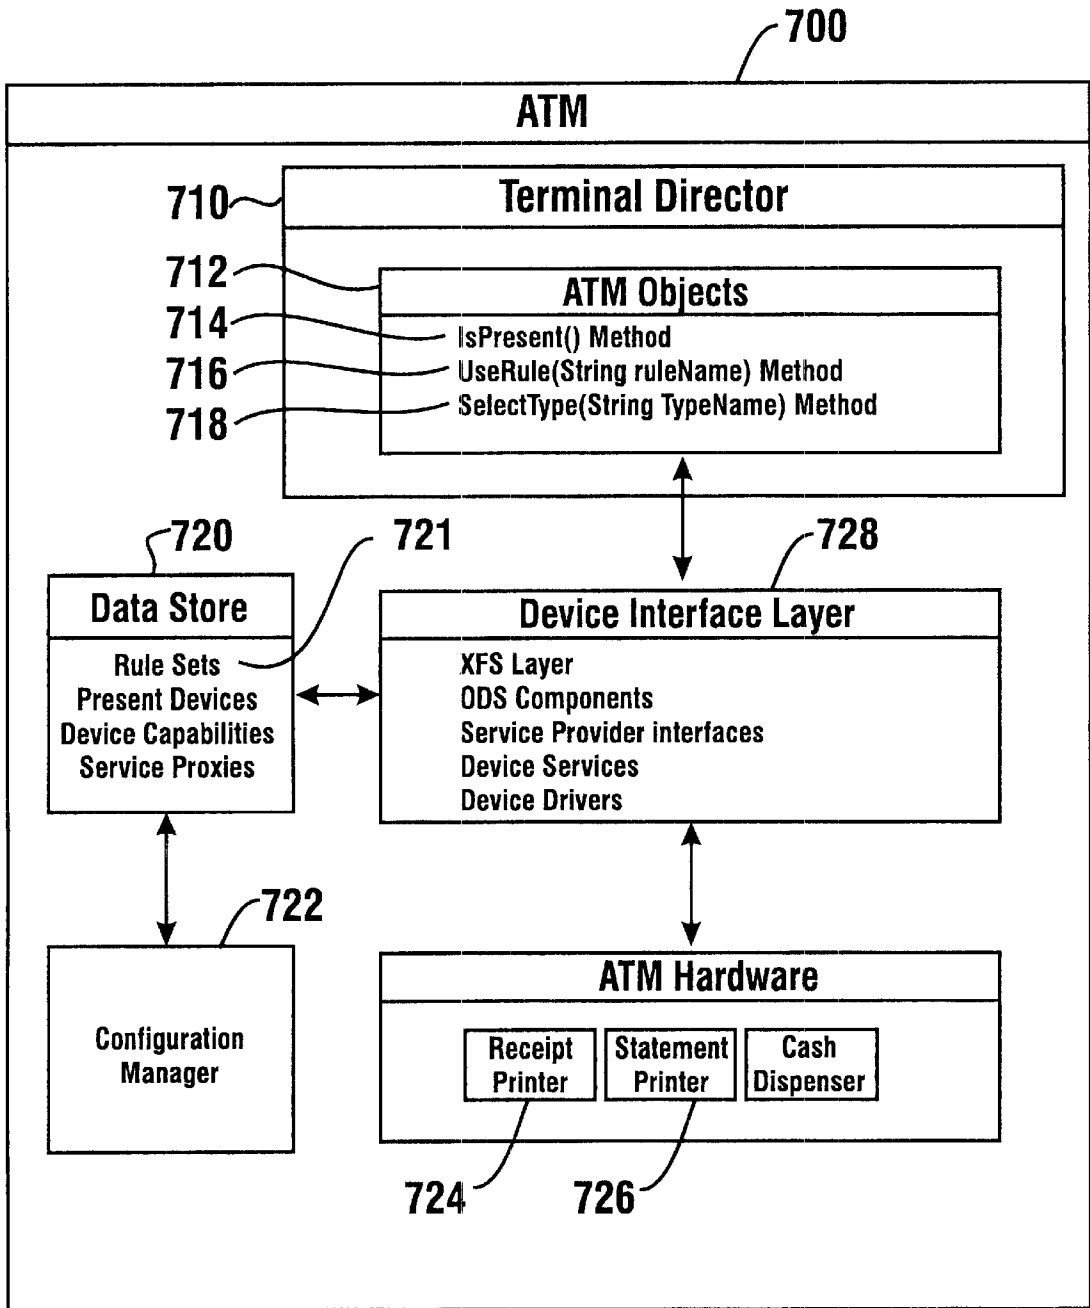 700
ATM
710
Terminal Director
712
ATM Objects
714
IsPresent() Method
716
UseRule(String ruleName) Method
718
SelectType(String TypeName) Method
720
721
728
Data Store
Rule Sets
Present Devices
Device Capabilities
Service Proxies
Device Interface Layer
XFS Layer
ODS Components
Service Provider interfaces
Device Services
Device Drivers
722
Configuration
Manager
ATM Hardware
Receipt
Printer
Statement
Printer
Cash
Dispenser
724
726